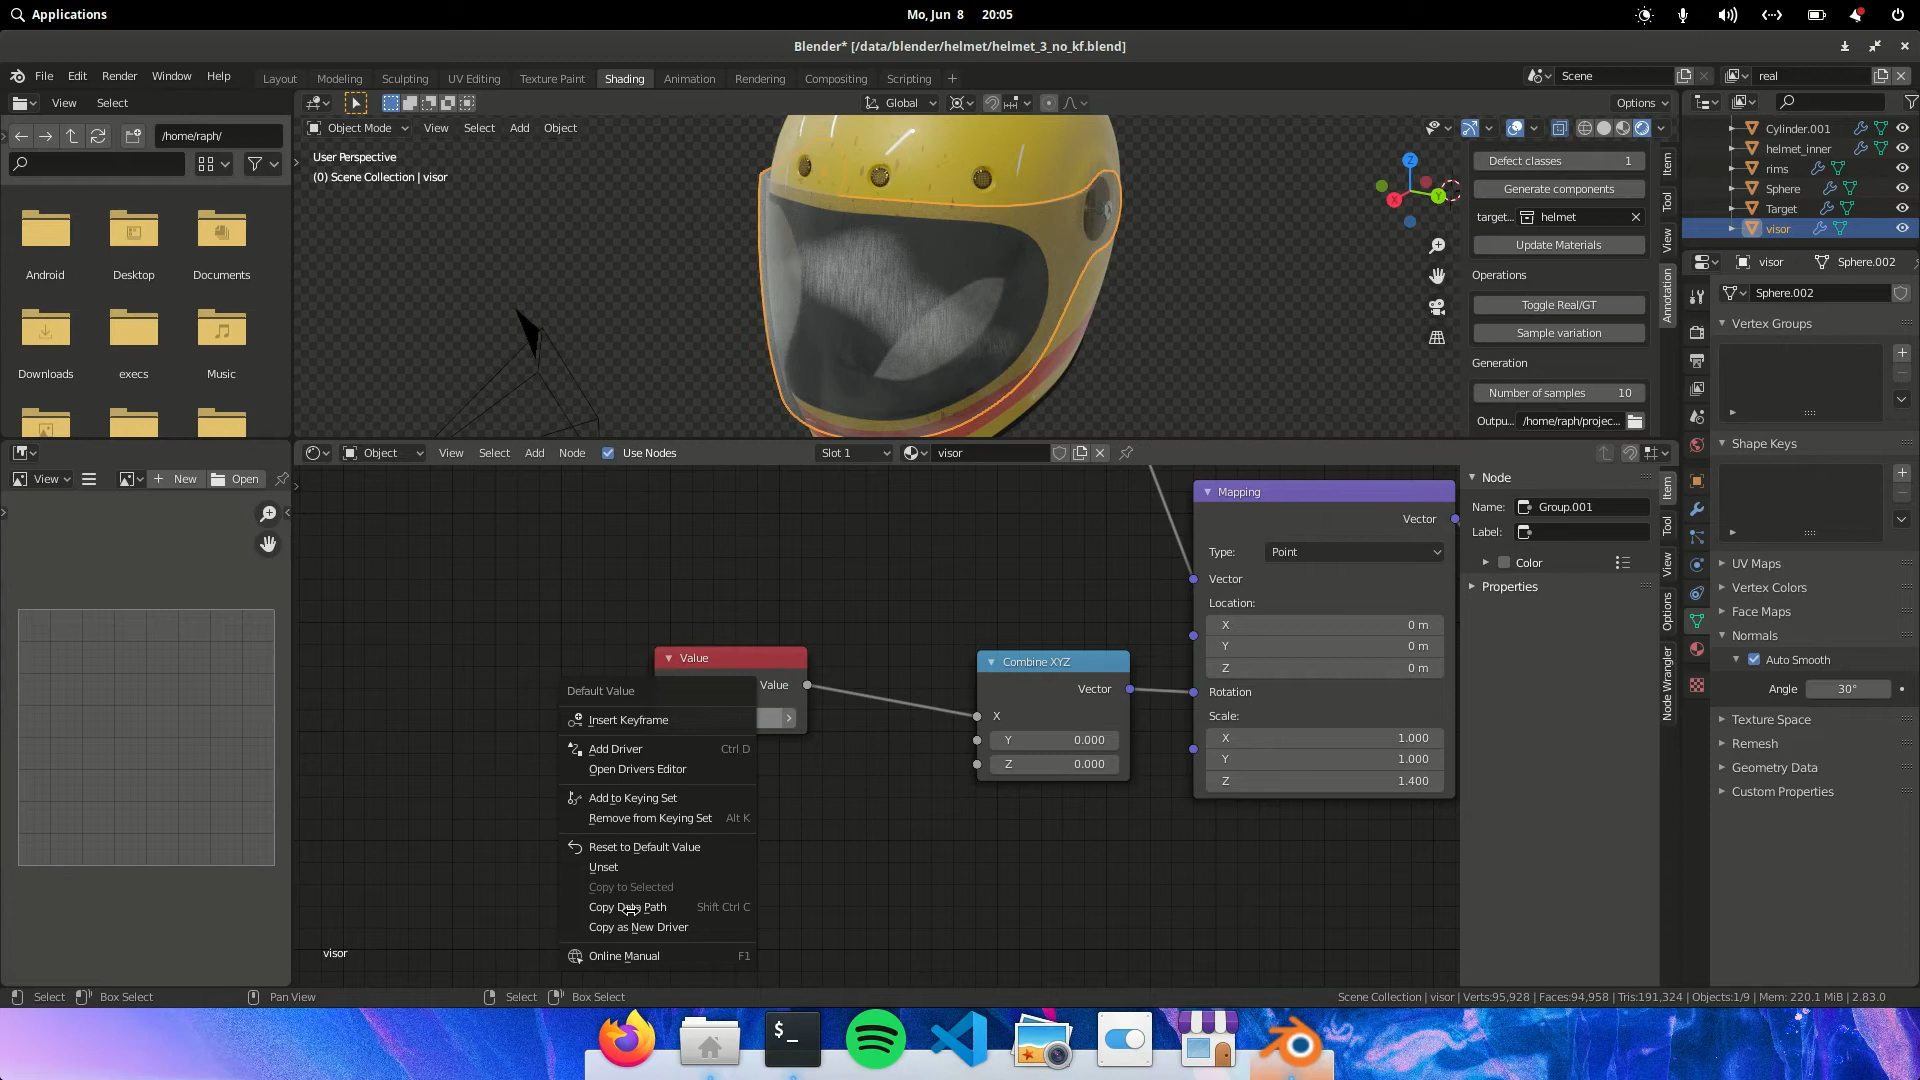 Applications
Mo, Jun 8 20:05
Blender* [/data/blender/helmet/helmet_3_no_kf.blend]
File Edit Render Window Help
Layout Modeling Sculpting UV Editing Texture Paint Shading Animation Rendering Compositing Scripting
Scene
real
View Select
Global
Options
/home/raph/
Object Mode View Select Add Object
User Perspective
(0) Scene Collection | visor
Android Desktop Documents
Downloads execs Music
X
Y
Z
Defect classes 1
Generate components
target... helmet
Update Materials
Operations
Toggle Real/GT
Sample variation
Generation
Number of samples 10
Outpu... /home/raph/projec...
Item
Tool
View
Annotation
Cylinder.001
helmet_inner
rims
Sphere
Target
visor
visor Sphere.002
Sphere.002
Vertex Groups
Shape Keys
UV Maps
Vertex Colors
Face Maps
Normals
Auto Smooth
Angle 30°
Texture Space
Remesh
Geometry Data
Custom Properties
View New Open
Object View Select Add Node Use Nodes Slot 1 visor
Value
Value
Default Value
Insert Keyframe
Add Driver Ctrl D
Open Drivers Editor
Add to Keying Set
Remove from Keying Set Alt K
Reset to Default Value
Unset
Copy to Selected
Copy Data Path Shift Ctrl C
Copy as New Driver
Online Manual F1
Combine XYZ
Vector
X
Y 0.000
Z 0.000
Mapping
Vector
Type: Point
Vector
Location:
X 0 m
Y 0 m
Z 0 m
Rotation
Scale:
X 1.000
Y 1.000
Z 1.400
Node
Name: Group.001
Label:
Color
Properties
Item
Tool
View
Options
Node Wrangler
visor
Select Box Select Pan View Select Box Select
Scene Collection | visor | Verts:95,928 | Faces:94,958 | Tris:191,324 | Objects:1/9 | Mem: 220.1 MiB | 2.83.0
$_